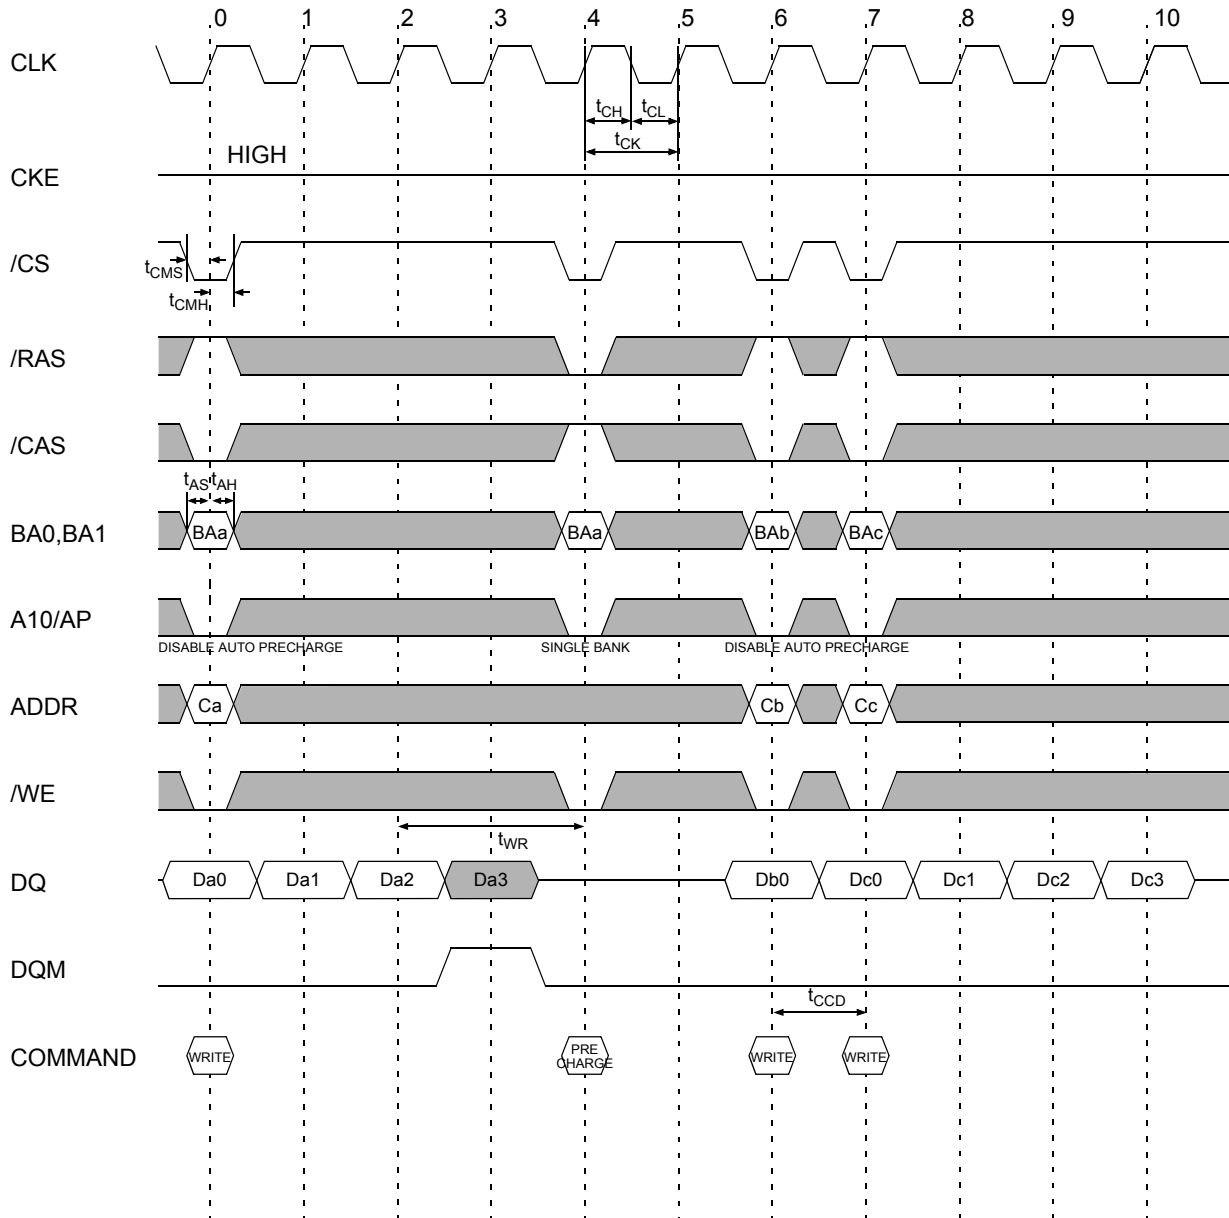 0 1 2 3 4 5 6 7 8 9 10
CLK
tCH tCL
tCK
HIGH
CKE
/CS
tCMS
tCMH
/RAS
/CAS
tAS tAH
BA0,BA1 BAa BAa BAb BAc
A10/AP
DISABLE AUTO PRECHARGE SINGLE BANK DISABLE AUTO PRECHARGE
ADDR Ca Cb Cc
/WE
tWR
DQ Da0 Da1 Da2 Da3 Db0 Dc0 Dc1 Dc2 Dc3
DQM
tCCD
COMMAND WRITE PRE CHARGE WRITE WRITE